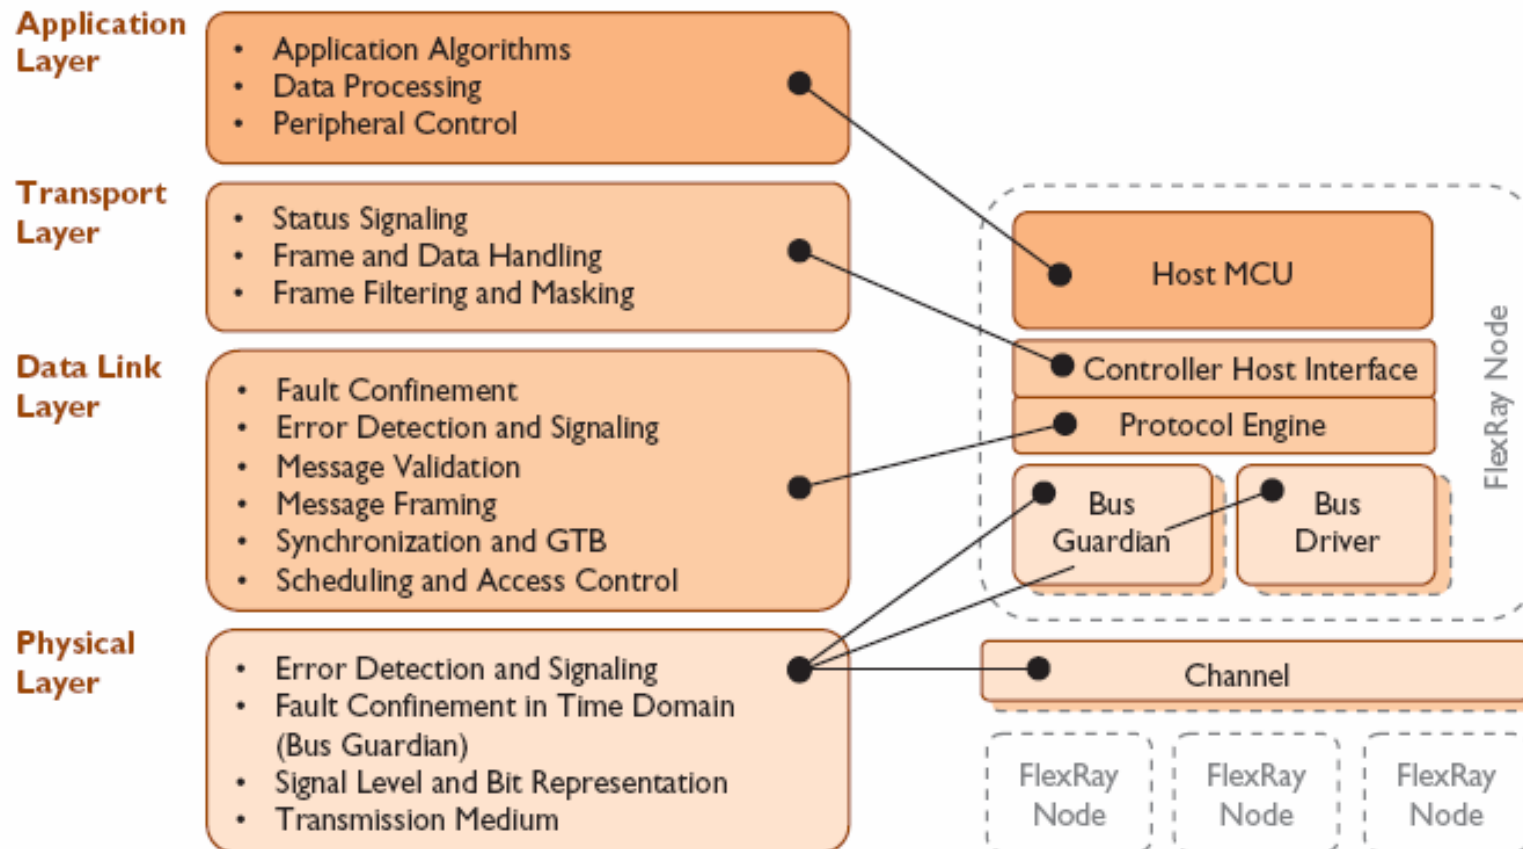 Application
Layer
• Application Algorithms
• Data Processing
• Peripheral Control
Transport
Layer
• Status Signaling
• Frame and Data Handling
• Frame Filtering and Masking
Data Link
Layer
• Fault Confinement
• Error Detection and Signaling
• Message Validation
• Message Framing
• Synchronization and GTB
• Scheduling and Access Control
Physical
Layer
• Error Detection and Signaling
• Fault Confinement in Time Domain
(Bus Guardian)
• Signal Level and Bit Representation
• Transmission Medium
Host MCU
Controller Host Interface
Protocol Engine
Bus
Guardian
Bus
Driver
FlexRay Node
Channel
FlexRay
Node
FlexRay
Node
FlexRay
Node